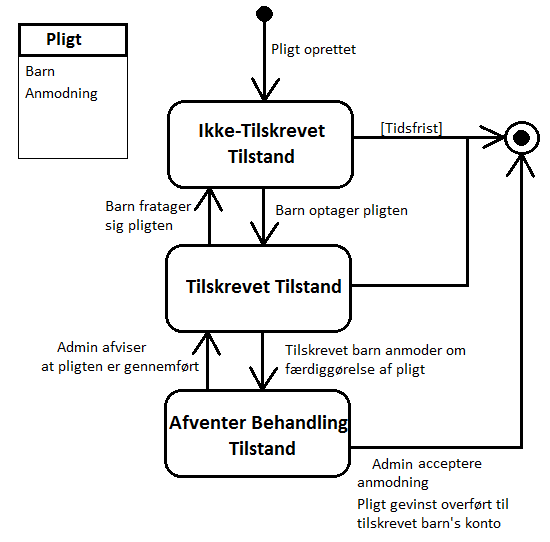 Pligt
Barn
Anmodning
Pligt oprettet
Ikke-Tilskrevet
Tilstand
[Tidsfrist]
Barn fratager
sig pligten
Barn optager pligten
Tilskrevet Tilstand
Admin afviser
at pligten er gennemført
Tilskrevet barn anmoder om
færdiggørelse af pligt
Afventer Behandling
Tilstand
Admin acceptere
anmodning
Pligt gevinst overført til
tilskrevet barn's konto